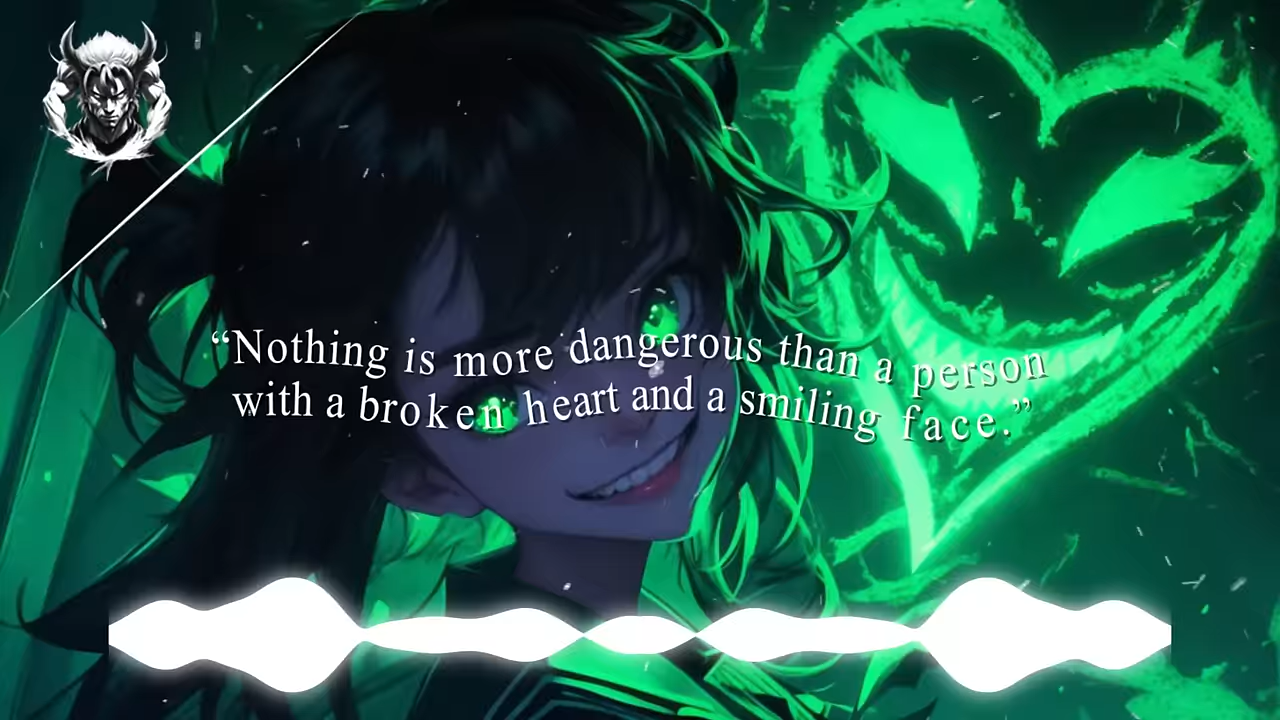 “Nothing is more dangerous than a person
with a broken heart and a smiling face.”